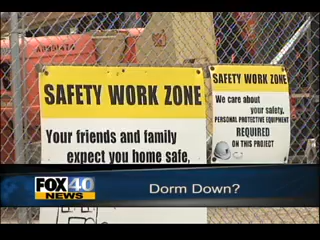 SAFETY WORK ZONE
Your friends and family
expect you home safe,
SAFETY WORK ZONE
We care about
your safety,
PERSONAL PROTECTIVE EQUIPMENT
REQUIRED
ON THIS PROJECT
FOX 40
NEWS
Dorm Down?